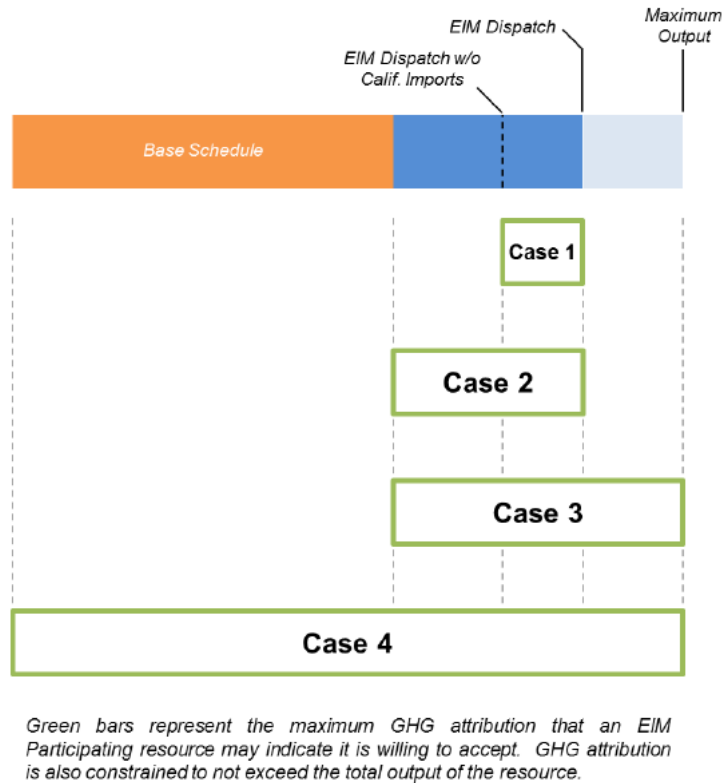 Maximum
Output
EIM Dispatch
EIM Dispatch w/o
Calif. Imports
Base Schedule
Case 1
Case 2
Case 3
Case 4
Green bars represent the maximum GHG attribution that an EIM
Participating resource may indicate it is willing to accept. GHG attribution
is also constrained to not exceed the total output of the resource.